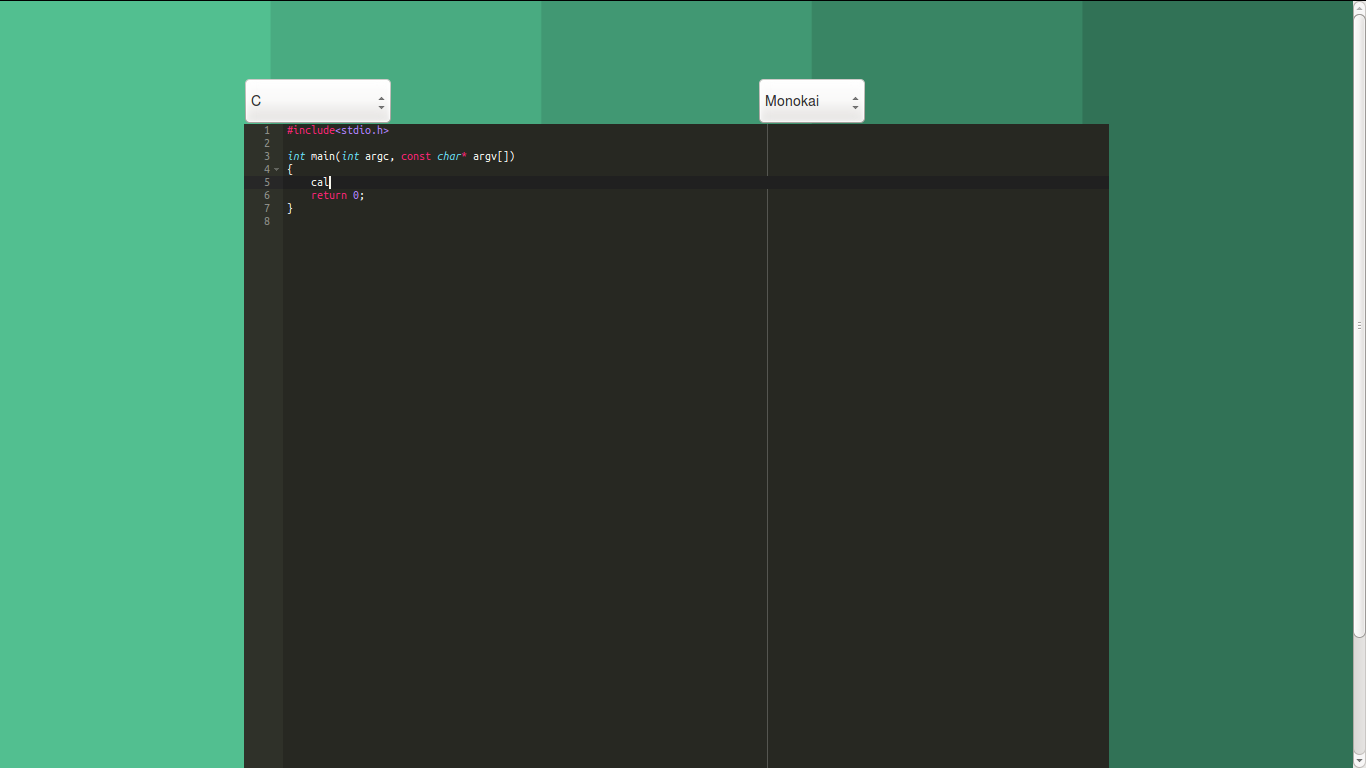 C Monokai
1 #include<stdio.h>
2
3 int main(int argc, const char* argv[])
4 {
5     cal
6     return 0;
7 }
8